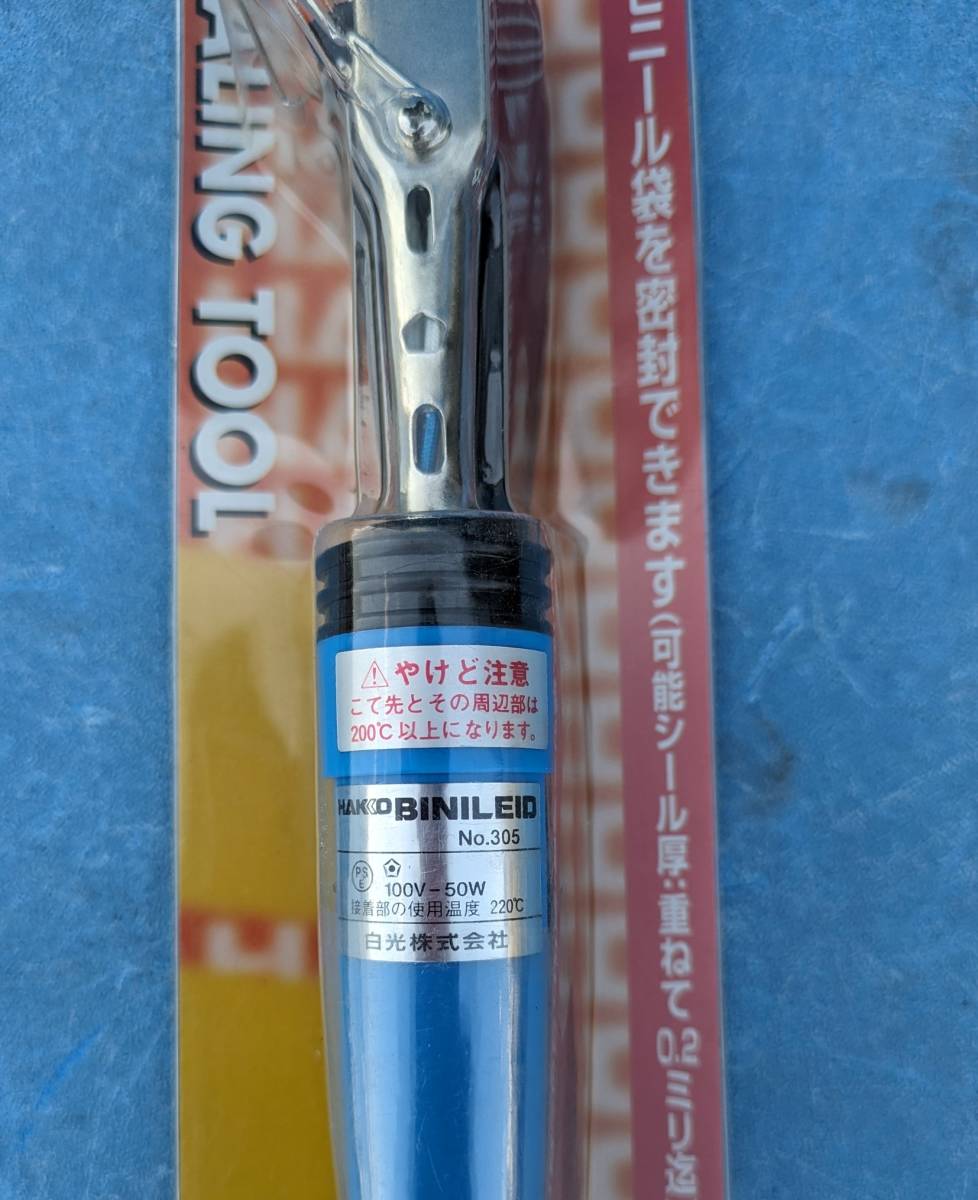 ALING TOOL
ビニール袋を密封できます(可能シール厚:重ねて0.2ミリ迄
⚠やけど注意
こて先とその周辺部は
200℃以上になります。
HAKKO BINILEID
No.305
PS
E
100V-50W
接着部の使用温度 220℃
白光株式会社